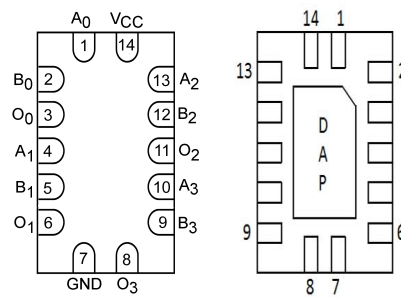 A0 VCC
1 14
B0 2 13 A2
O0 3 12 B2
A1 4 11 O2
B1 5 10 A3
O1 6 9 B3
7 8
GND O3
14 1
13 2
D
A
P
9 6
8 7